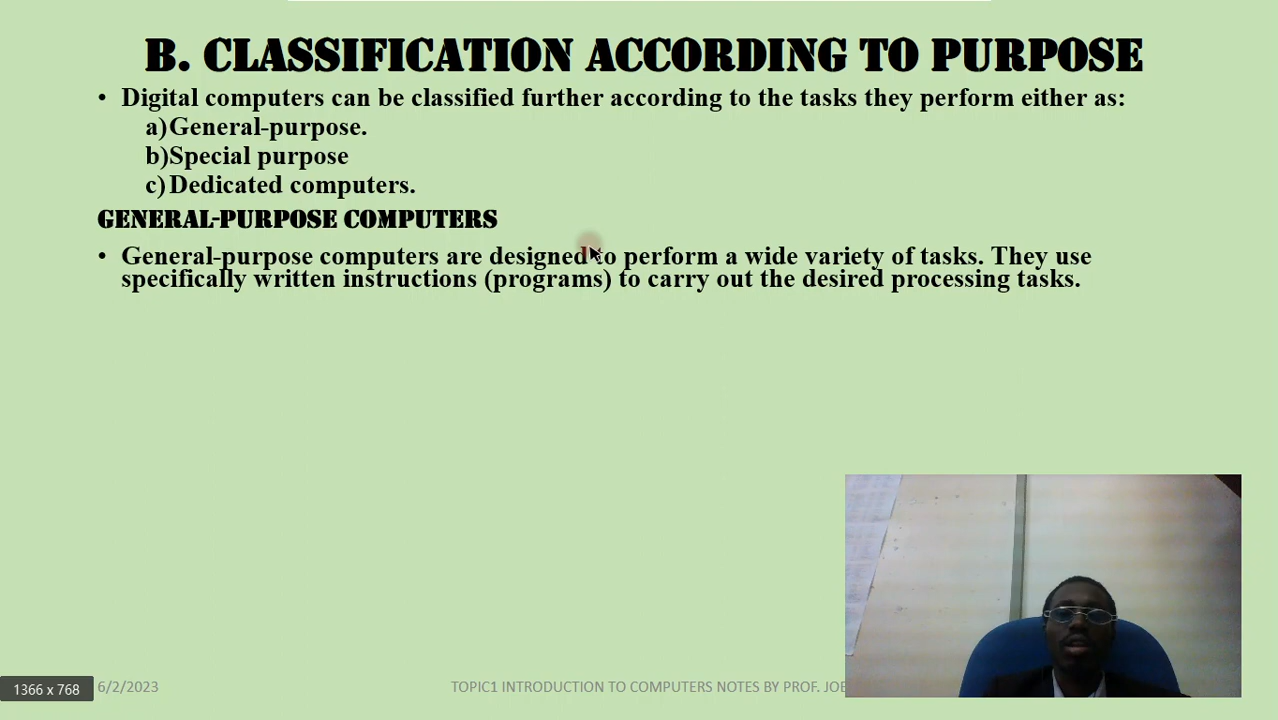 B. CLASSIFICATION ACCORDING TO PURPOSE
• Digital computers can be classified further according to the tasks they perform either as:
a) General-purpose.
b) Special purpose
c) Dedicated computers.
GENERAL-PURPOSE COMPUTERS
• General-purpose computers are designed to perform a wide variety of tasks. They use
specifically written instructions (programs) to carry out the desired processing tasks.
1366 x 768
6/2/2023
TOPIC1 INTRODUCTION TO COMPUTERS NOTES BY PROF. JOE